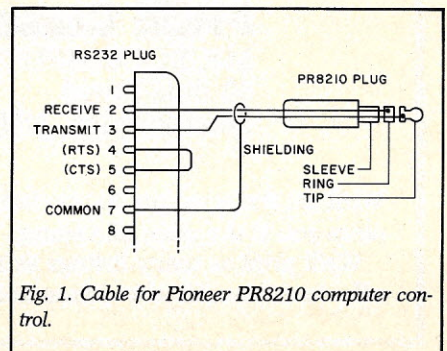 RS232 PLUG
1
RECEIVE 2
TRANSMIT 3
(RTS) 4
(CTS) 5
6
COMMON 7
8
PR8210 PLUG
SHIELDING
SLEEVE
RING
TIP
Fig. 1. Cable for Pioneer PR8210 computer con-
trol.